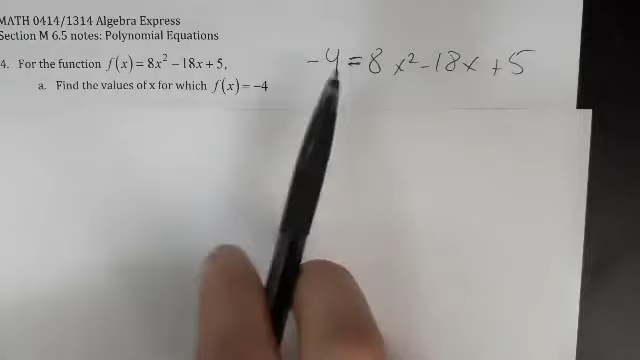 MATH 0414/1314 Algebra Express
Section M 6.5 notes: Polynomial Equations
4. For the function f(x) = 8x² − 18x + 5,
-4 = 8x² - 18x + 5
a. Find the values of x for which f(x) = −4